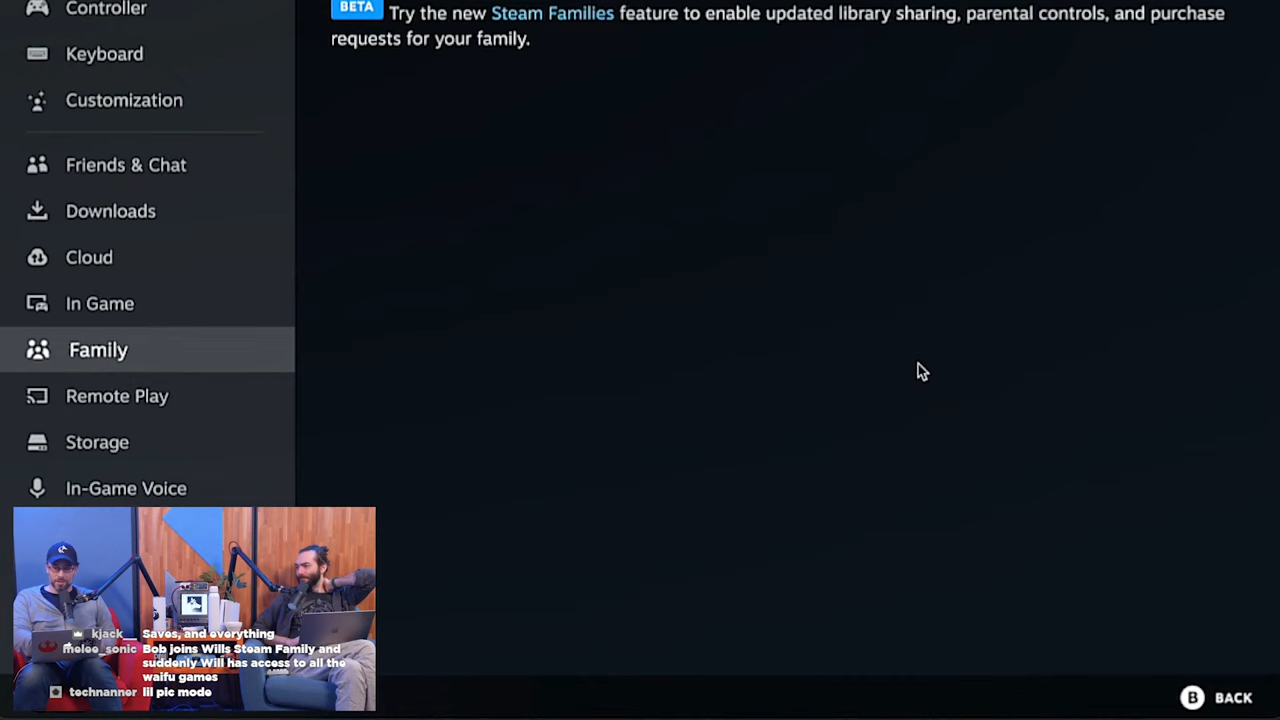 Controller
Keyboard
Customization
Friends & Chat
Downloads
Cloud
In Game
Family
Remote Play
Storage
In-Game Voice
BETA Try the new Steam Families feature to enable updated library sharing, parental controls, and purchase
requests for your family.
kjack Saves, and everything
melee_sonic Bob joins Wills Steam Family and
suddenly Will has access to all the
waifu games
technanner lil pic mode
B BACK